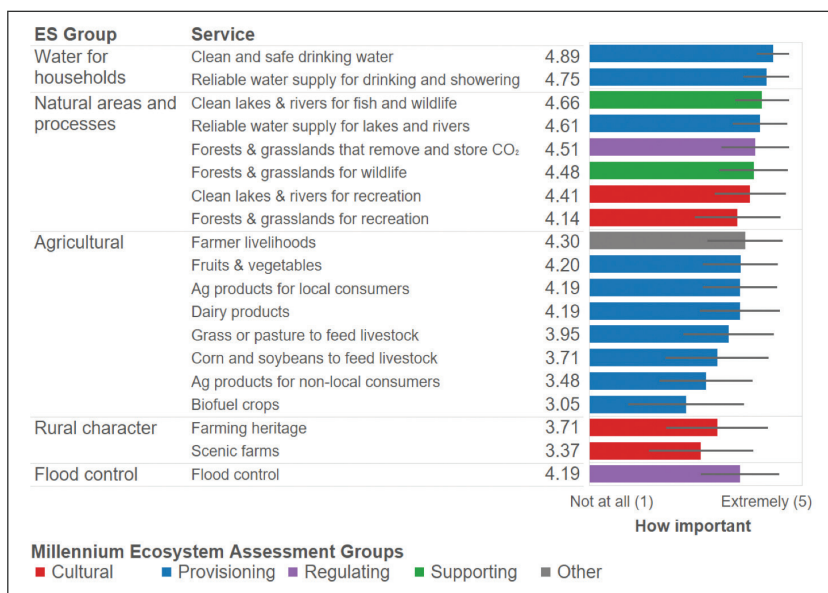 ES Group Service
Water for households Clean and safe drinking water 4.89
Reliable water supply for drinking and showering 4.75
Natural areas and processes Clean lakes & rivers for fish and wildlife 4.66
Reliable water supply for lakes and rivers 4.61
Forests & grasslands that remove and store CO₂ 4.51
Forests & grasslands for wildlife 4.48
Clean lakes & rivers for recreation 4.41
Forests & grasslands for recreation 4.14
Agricultural Farmer livelihoods 4.30
Fruits & vegetables 4.20
Ag products for local consumers 4.19
Dairy products 4.19
Grass or pasture to feed livestock 3.95
Corn and soybeans to feed livestock 3.71
Ag products for non-local consumers 3.48
Biofuel crops 3.05
Rural character Farming heritage 3.71
Scenic farms 3.37
Flood control Flood control 4.19
Not at all (1) Extremely (5)
How important
Millennium Ecosystem Assessment Groups
Cultural Provisioning Regulating Supporting Other